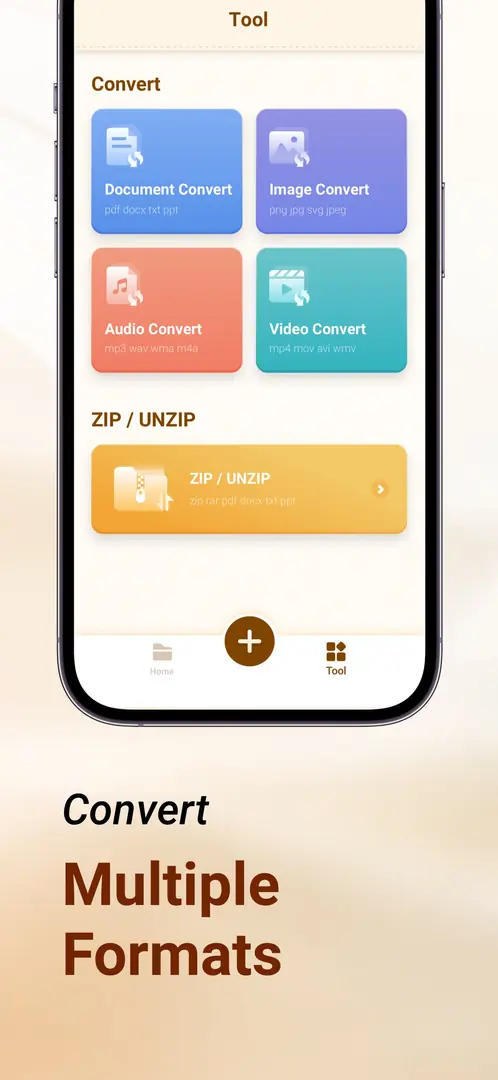 Tool
Convert
Document Convert
pdf docx txt ppt
Image Convert
png jpg svg jpeg
Audio Convert
mp3 wav wma m4a
Video Convert
mp4 mov avi wmv
ZIP / UNZIP
ZIP / UNZIP
zip rar pdf docx txt ppt
Home
Tool
Convert
Multiple
Formats